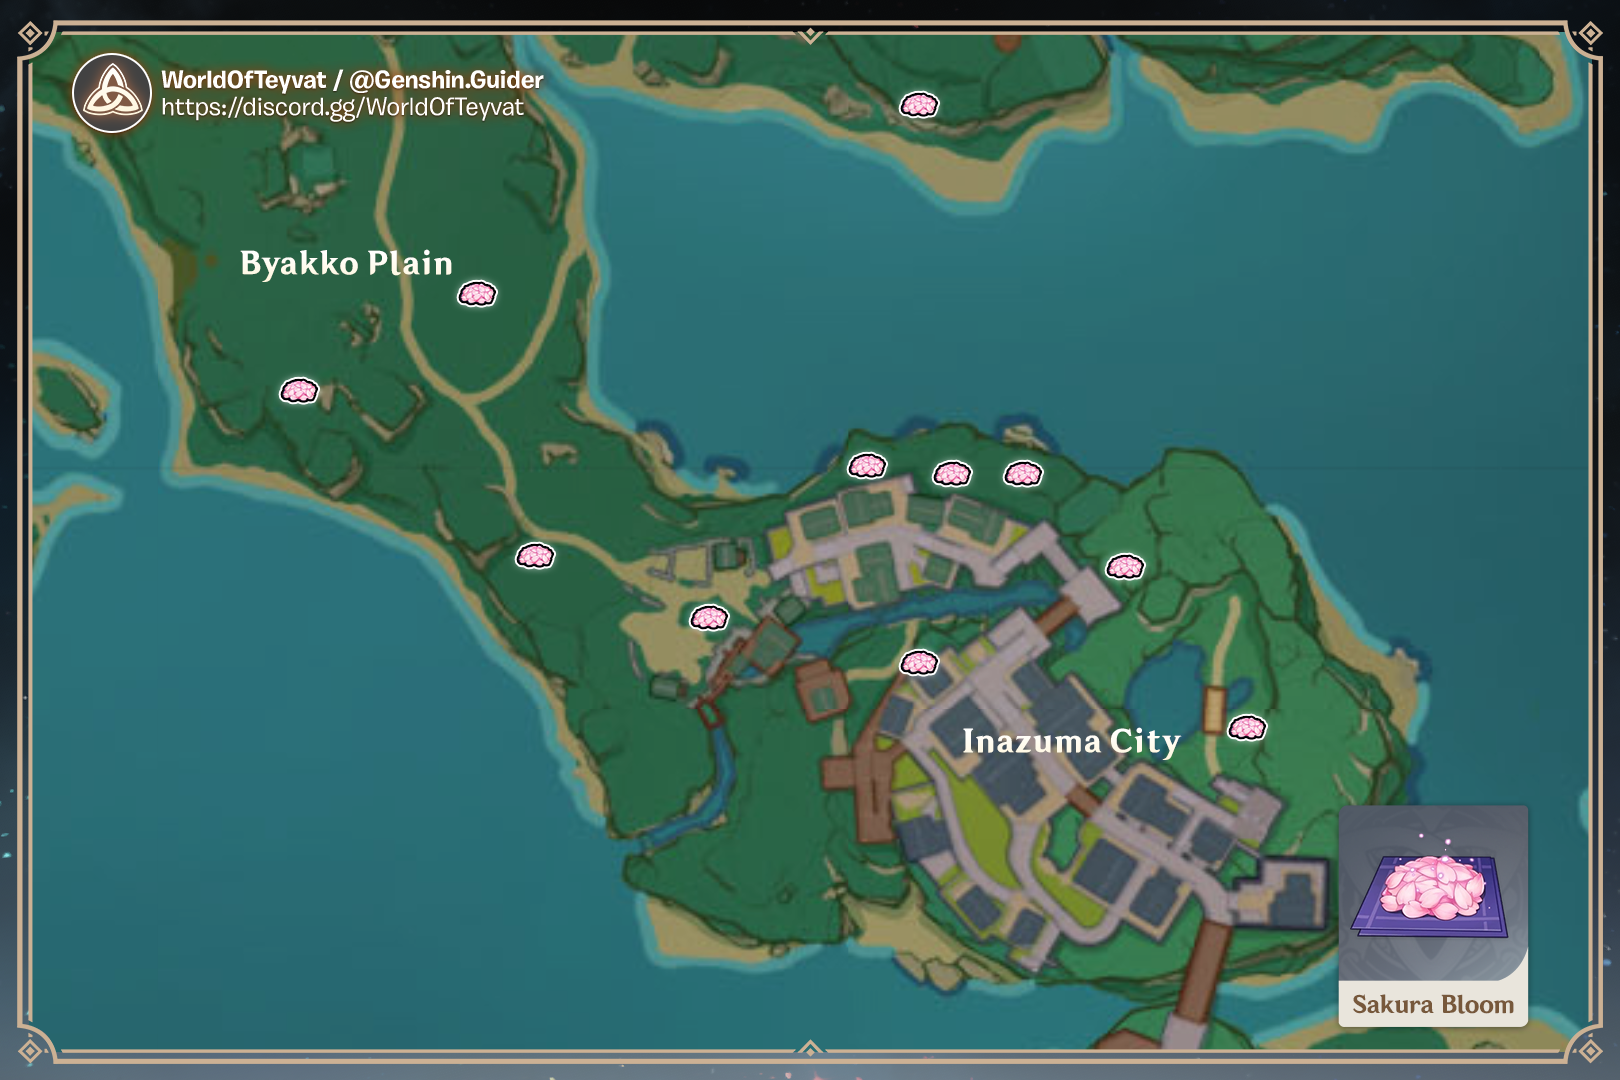 WorldOfTeyvat / @Genshin.Guider
https://discord.gg/WorldOfTeyvat
Byakko Plain
Inazuma City
Sakura Bloom